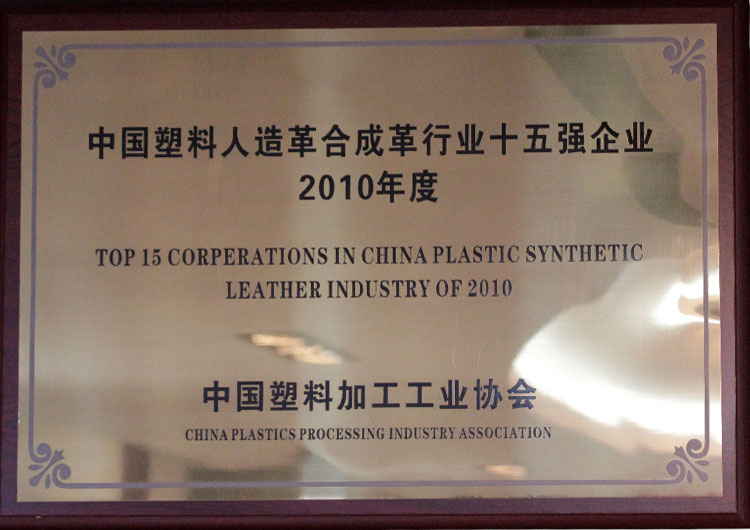 中国塑料人造革合成革行业十五强企业
2010年度
TOP 15 CORPERATIONS IN CHINA PLASTIC SYNTHETIC
LEATHER INDUSTRY OF 2010
中国塑料加工工业协会
CHINA PLASTICS PROCESSING INDUSTRY ASSOCIATION